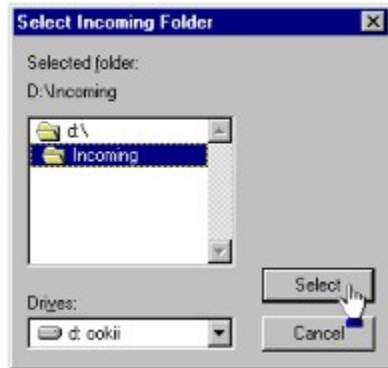 Select Incoming Folder
Selected folder:
D:\Incoming
d:\
Incoming
Select
Drives:
d: ookii
Cancel